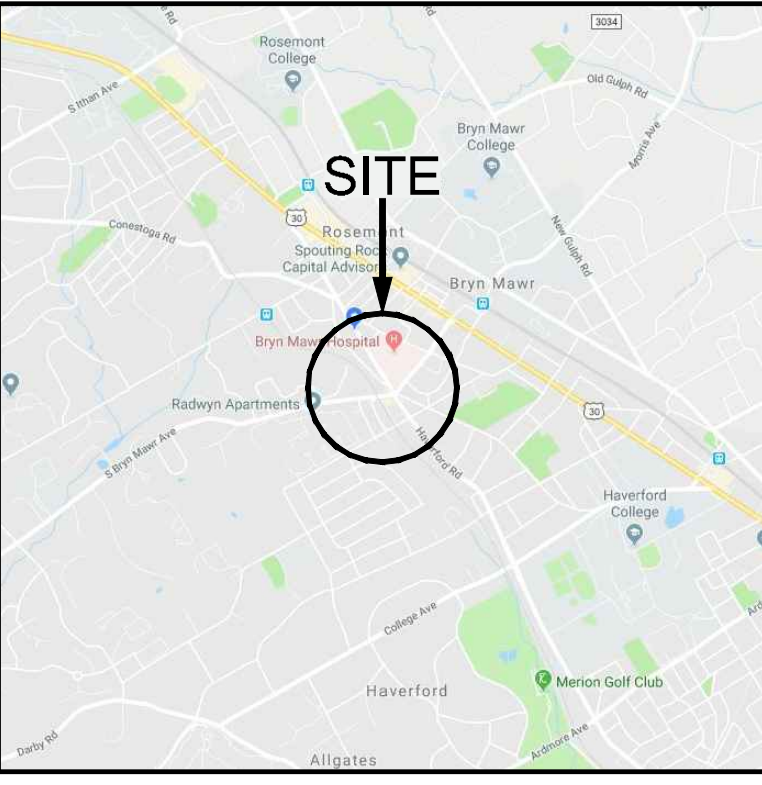 3034
Rosemont
College
Old Gulph Rd
S Ithan Ave
Bryn Mawr
College
Morris Ave
SITE
30
Conestoga Rd
Rosemont
New Gulph Rd
Spouting Rock
Capital Advisors
Bryn Mawr
Bryn Mawr Hospital
H
Radwyn Apartments
30
S Bryn Mawr Ave
Haverford Rd
Haverford
College
College Ave
Merion Golf Club
Haverford
Darby Rd
Ardmore Ave
Allgates